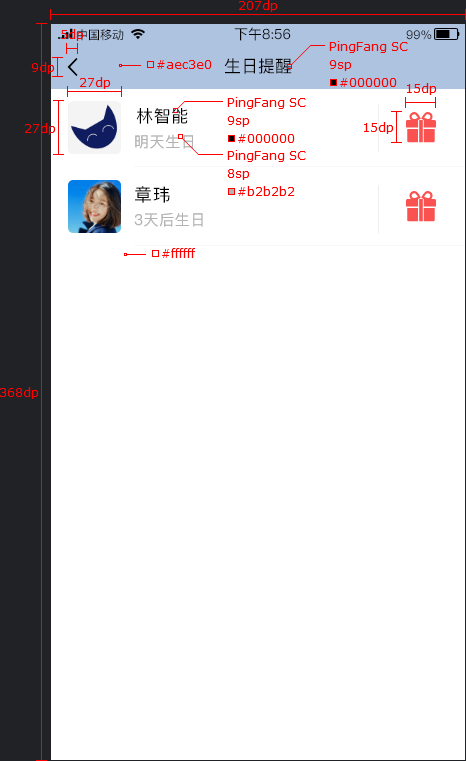 207dp
5dp
中国移动
下午8:56
99%
PingFang SC
9sp
#000000
9dp
#aec3e0
生日提醒
27dp
15dp
27dp
林智能
PingFang SC
9sp
#000000
15dp
明天生日
PingFang SC
8sp
#b2b2b2
章玮
3天后生日
#ffffff
368dp